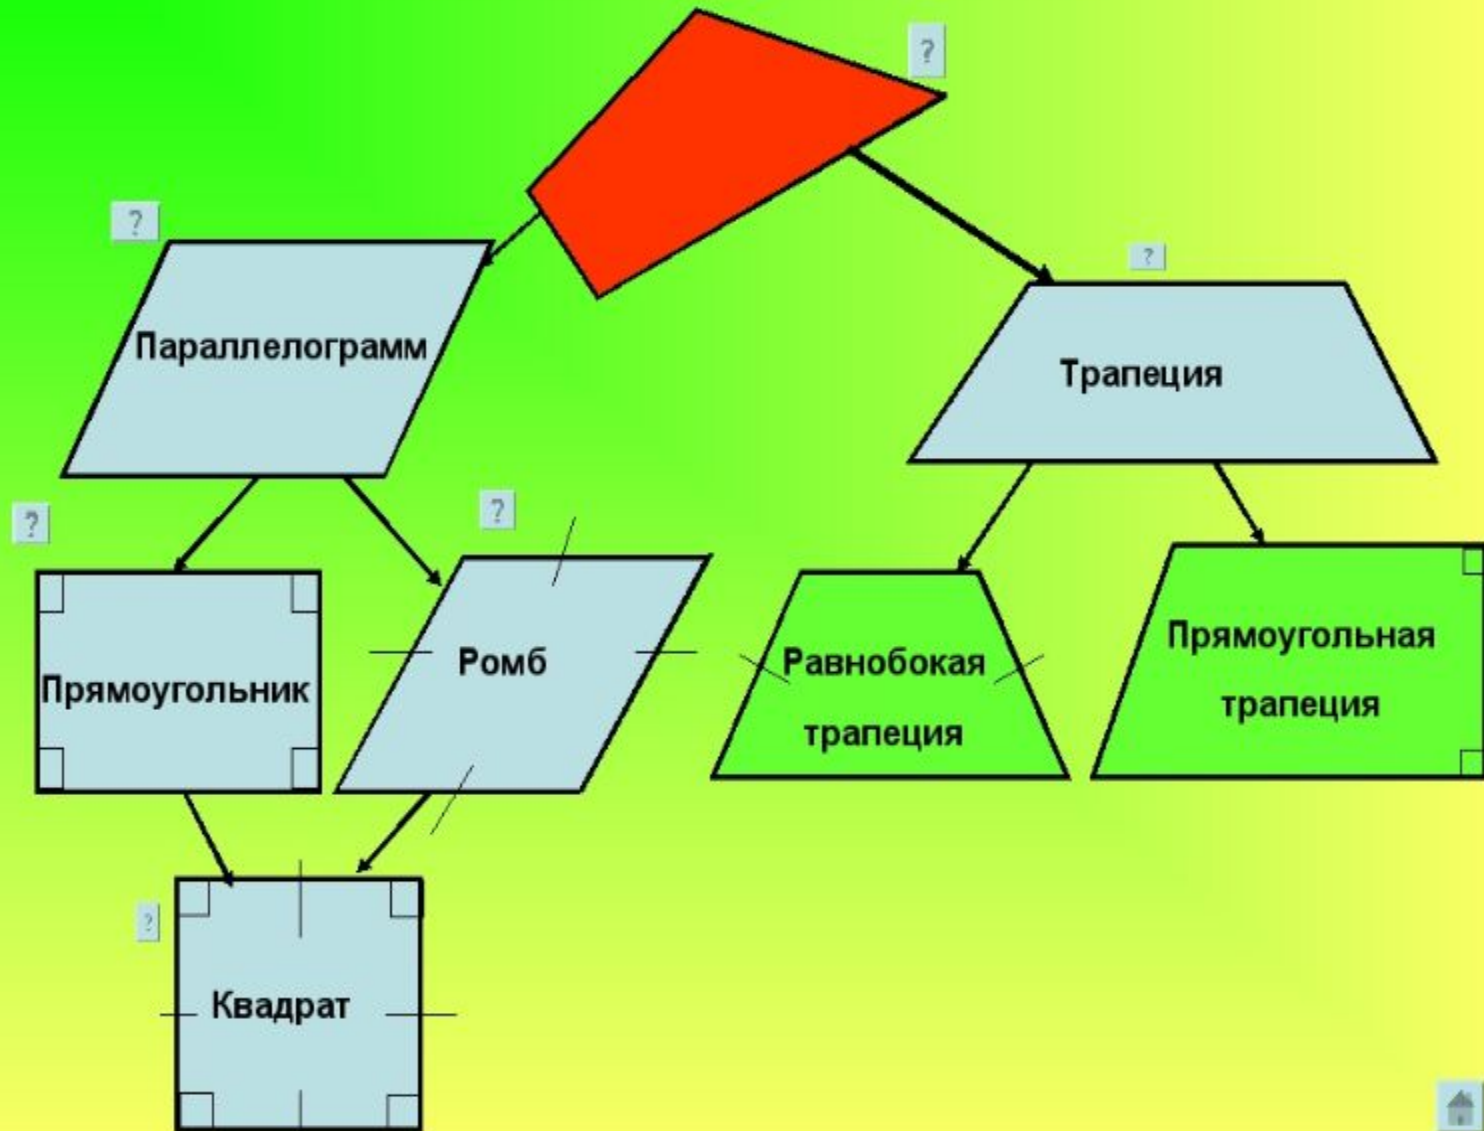 ?
?
?
Параллелограмм
Трапеция
?
?
Прямоугольник
Ромб
Равнобокая
трапеция
Прямоугольная
трапеция
?
Квадрат